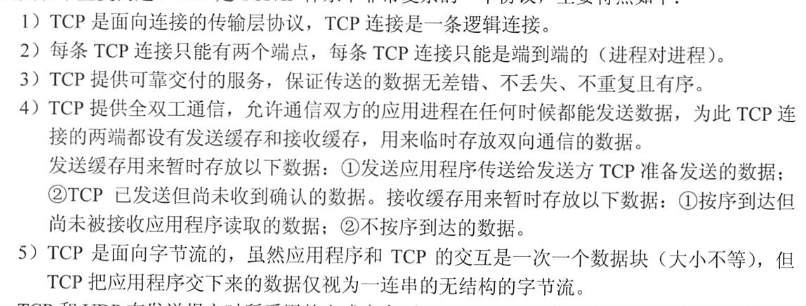 1）TCP 是面向连接的传输层协议，TCP 连接是一条逻辑连接。
2）每条 TCP 连接只能有两个端点，每条 TCP 连接只能是端到端的（进程对进程）。
3）TCP 提供可靠交付的服务，保证传送的数据无差错、不丢失、不重复且有序。
4）TCP 提供全双工通信，允许通信双方的应用进程在任何时候都能发送数据，为此 TCP 连
接的两端都设有发送缓存和接收缓存，用来临时存放双向通信的数据。
发送缓存用来暂时存放以下数据：①发送应用程序传送给发送方 TCP 准备发送的数据；
②TCP 已发送但尚未收到确认的数据。接收缓存用来暂时存放以下数据：①按序到达但
尚未被接收应用程序读取的数据；②不按序到达的数据。
5）TCP 是面向字节流的，虽然应用程序和 TCP 的交互是一次一个数据块（大小不等），但
TCP 把应用程序交下来的数据仅视为一连串的无结构的字节流。